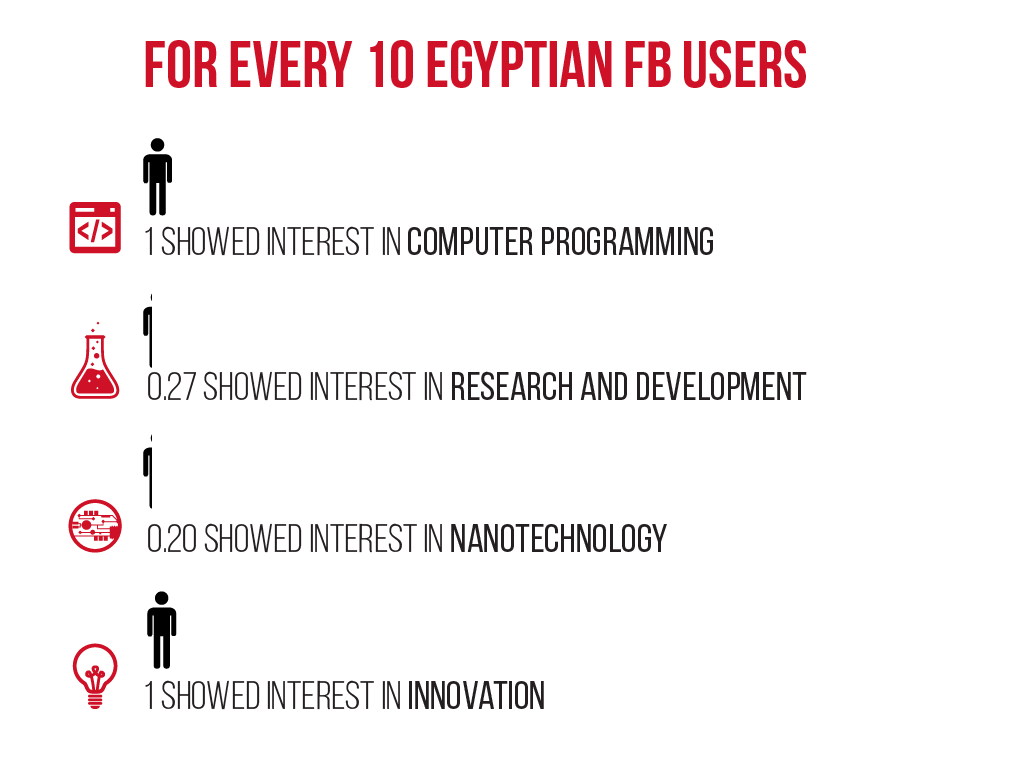 FOR EVERY 10 EGYPTIAN FB USERS
</>
1 SHOWED INTEREST IN COMPUTER PROGRAMMING
0.27 SHOWED INTEREST IN RESEARCH AND DEVELOPMENT
0.20 SHOWED INTEREST IN NANOTECHNOLOGY
1 SHOWED INTEREST IN INNOVATION